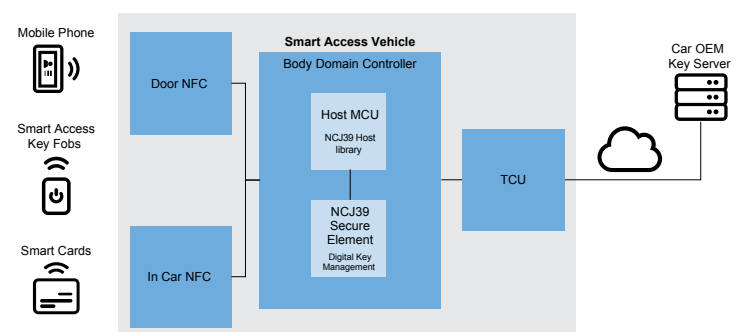 Mobile Phone
Smart Access
Key Fobs
Smart Cards
Door NFC
In Car NFC
Smart Access Vehicle
Body Domain Controller
Host MCU
NCJ39 Host
library
NCJ39
Secure
Element
Digital Key
Management
TCU
Car OEM
Key Server